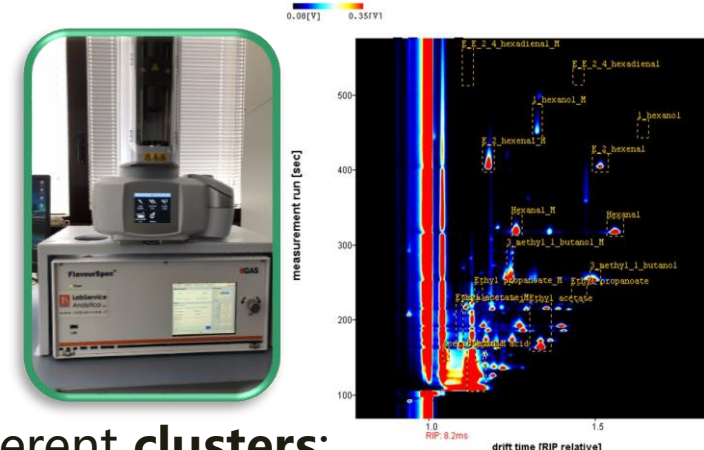 0.08[V] 0.35[V]
E_E_2_4_hexadienal_M
E_E_2_4_hexadienal
1_hexanol_M
1_hexanol
E_2_hexenal_M
E_2_hexenal
Hexanal_M
Hexanal
3_methyl_1_butanol_M
3_methyl_1_butanol
Ethyl propanoate_M
Ethyl propanoate
Ethyl acetate
500-
400-
300-
200-
100-
measurement run [sec]
1.0
1.5
RIP: 8.2ms
drift time [RIP relative]
FlavourSpec®
GAS
LabService
Analytica
erent clusters: